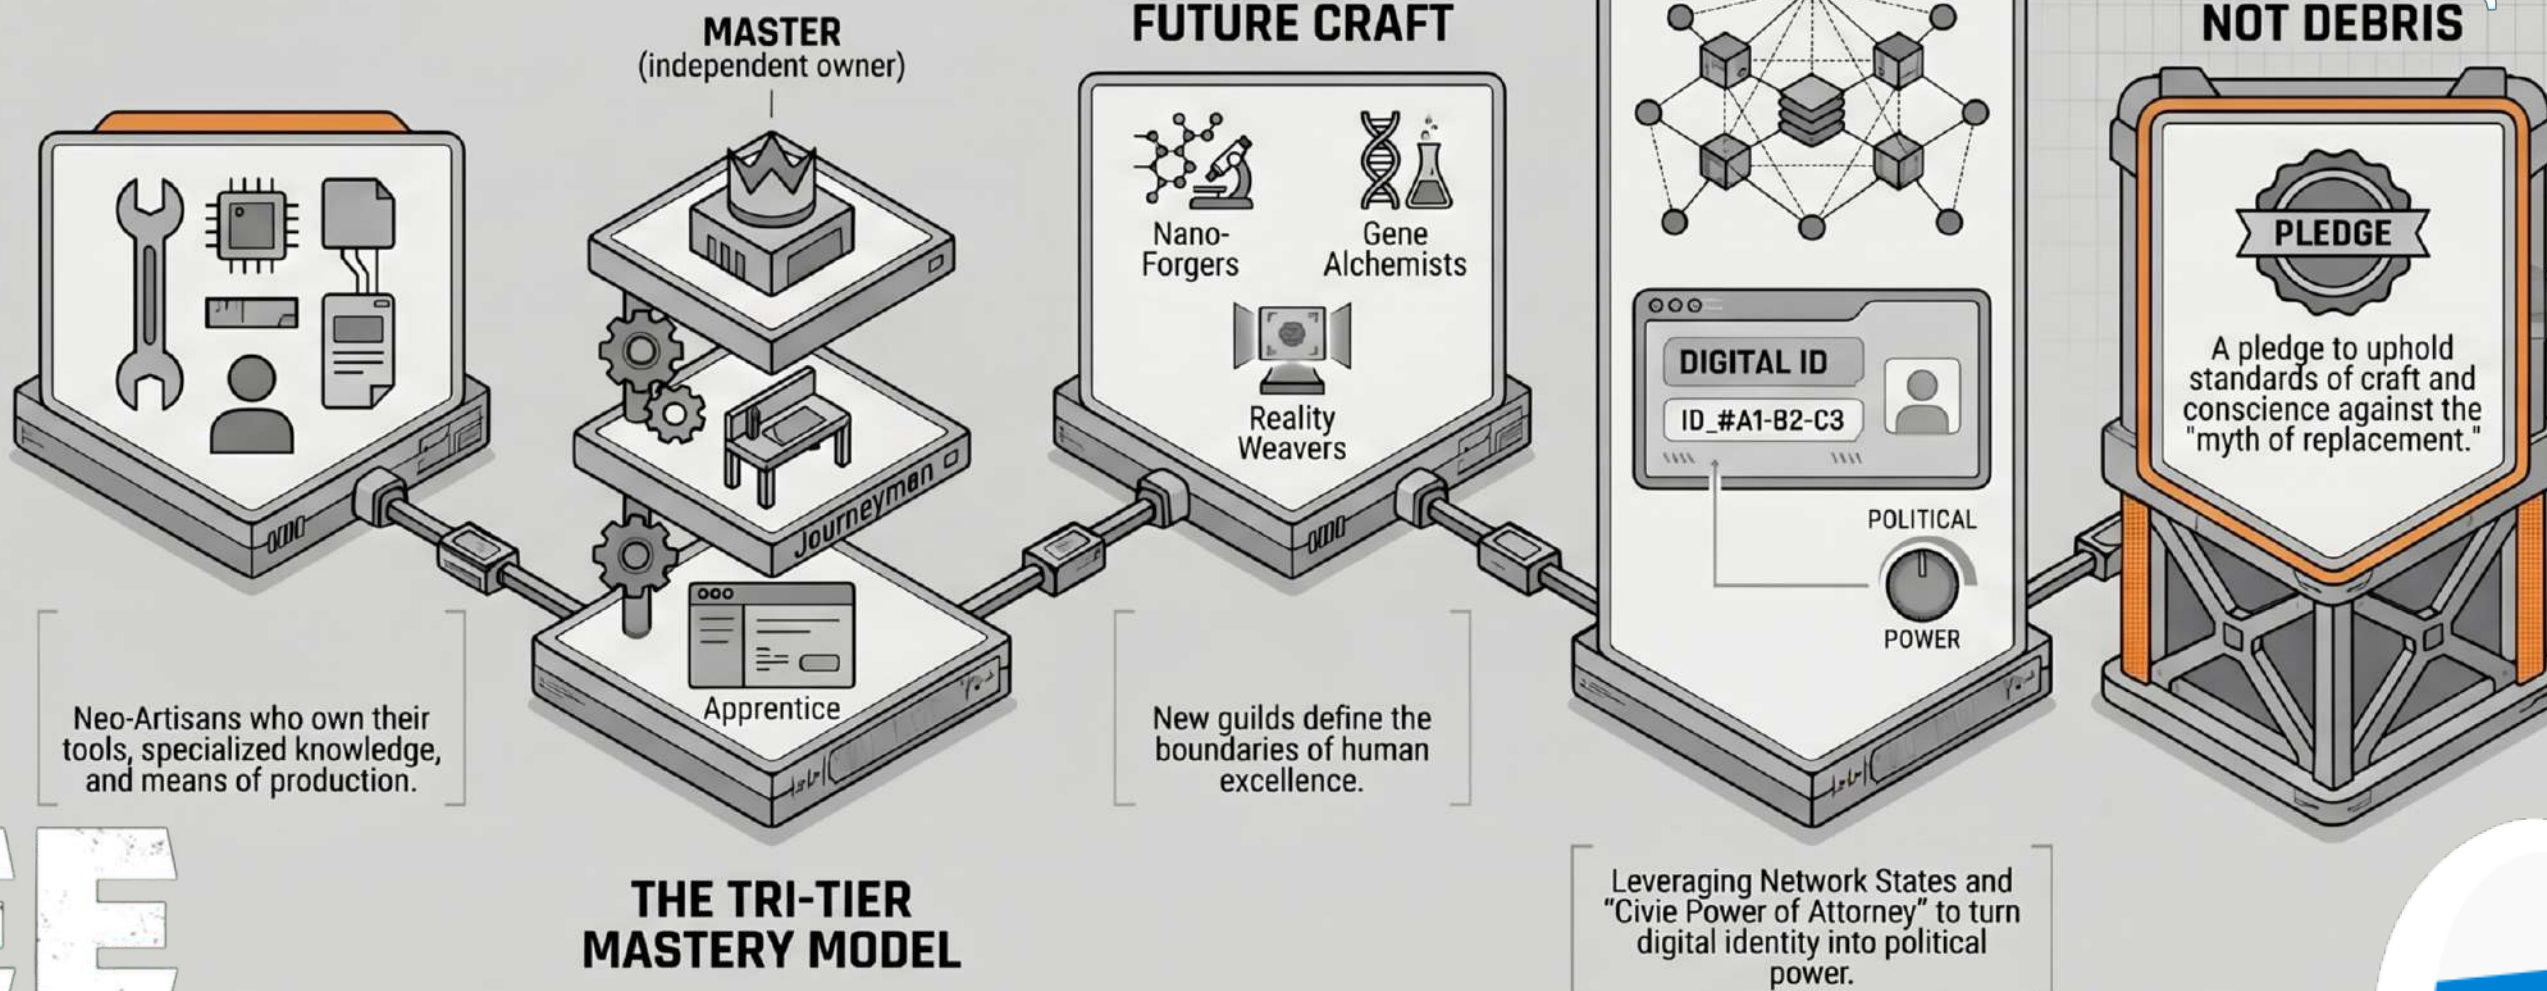 MASTER
(independent owner)
FUTURE CRAFT
NOT DEBRIS
Nano-
Forgers
Gene
Alchemists
Reality
Weavers
DIGITAL ID
ID_#A1-B2-C3
POLITICAL
POWER
PLEDGE
A pledge to uphold
standards of craft and
conscience against the
"myth of replacement."
Journeyman
Apprentice
Neo-Artisans who own their
tools, specialized knowledge,
and means of production.
New guilds define the
boundaries of human
excellence.
THE TRI-TIER
MASTERY MODEL
Leveraging Network States and
"Civie Power of Attorney" to turn
digital identity into political
power.